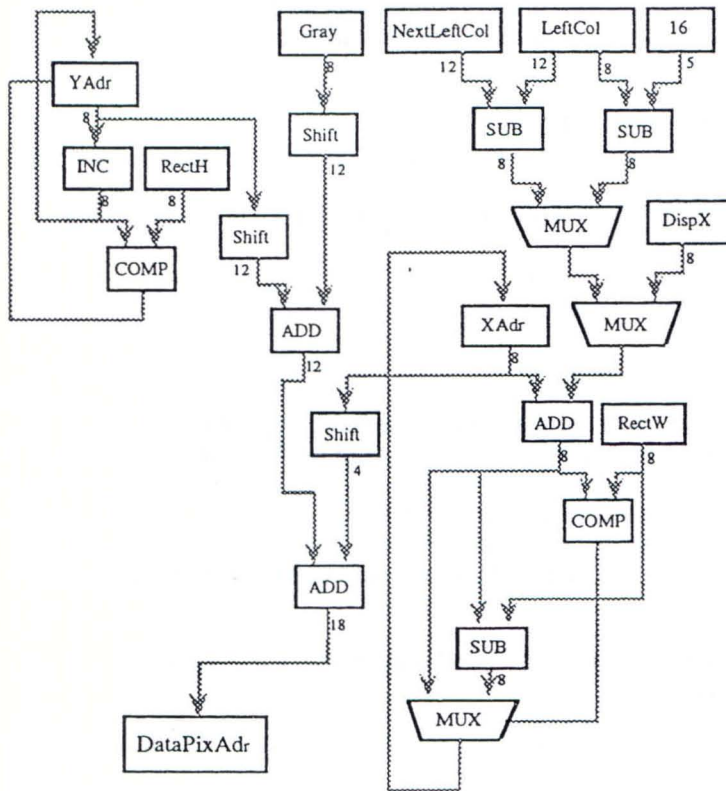 Gray NextLeftCol LeftCol 16
8 12 12 8 5
YAdr
8
Shift SUB SUB
12 8 8
INC RectH
8 8
MUX DispX
8
Shift
12
COMP
ADD XAdr MUX
12 8
Shift ADD RectW
4 8 8
COMP
ADD
18
SUB
8
MUX
DataPixAdr